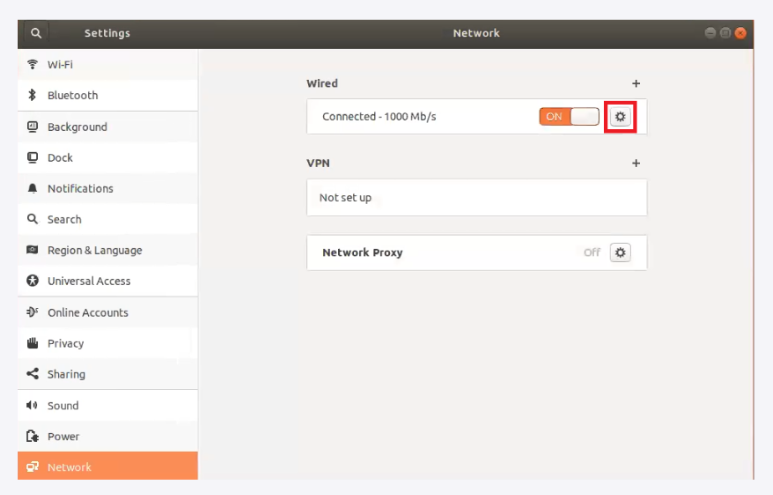 Settings
Network
Wi-Fi
Bluetooth
Background
Dock
Notifications
Search
Region & Language
Universal Access
Online Accounts
Privacy
Sharing
Sound
Power
Network
Wired +
Connected - 1000 Mb/s ON
VPN +
Not set up
Network Proxy Off